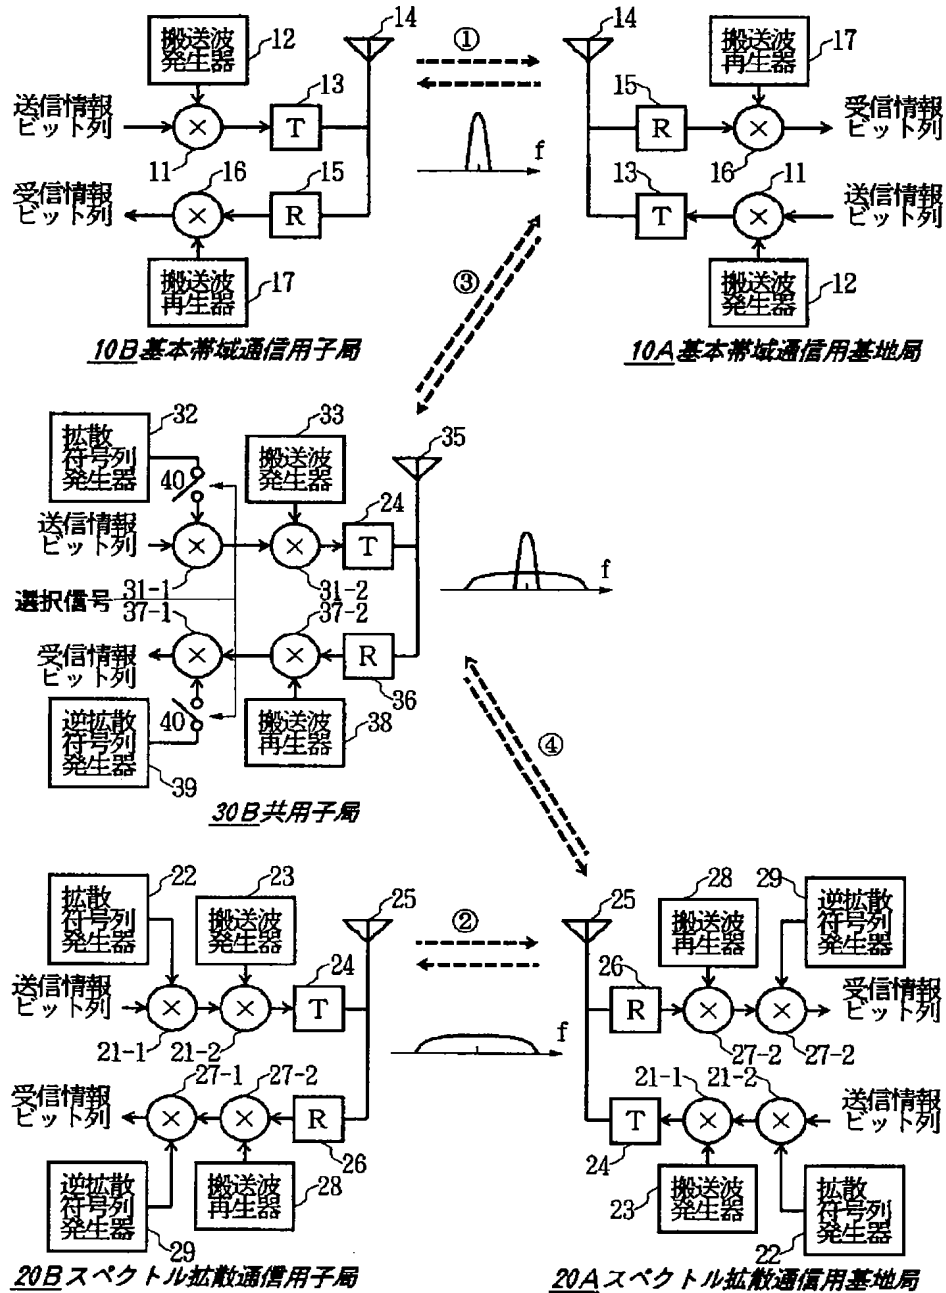 搬送波
発生器
12
14
送信情報
ビット列
13
T
11
16
15
受信情報
ビット列
R
搬送波
再生器
17
10B基本帯域通信用子局
①
f
14
搬送波
再生器
17
15
R
受信情報
ビット列
16
11
13
T
送信情報
ビット列
搬送波
発生器
12
10A基本帯域通信用基地局
③
拡散
符号列
発生器
32
33
搬送波
発生器
35
40
24
送信情報
ビット列
T
31-1
31-2
選択信号
37-1
37-2
受信情報
ビット列
R
36
40
逆拡散
符号列
発生器
39
搬送波
再生器
38
30B共用子局
f
④
拡散
符号列
発生器
22
23
搬送波
発生器
25
24
送信情報
ビット列
T
21-1
21-2
27-1
27-2
受信情報
ビット列
R
26
逆拡散
符号列
発生器
29
搬送波
再生器
28
20Bスペクトル拡散通信用子局
②
f
25
28
搬送波
再生器
29
逆拡散
符号列
発生器
26
R
受信情報
ビット列
27-2
27-2
21-1
21-2
T
24
送信情報
ビット列
23
搬送波
発生器
拡散
符号列
発生器
22
20Aスペクトル拡散通信用基地局